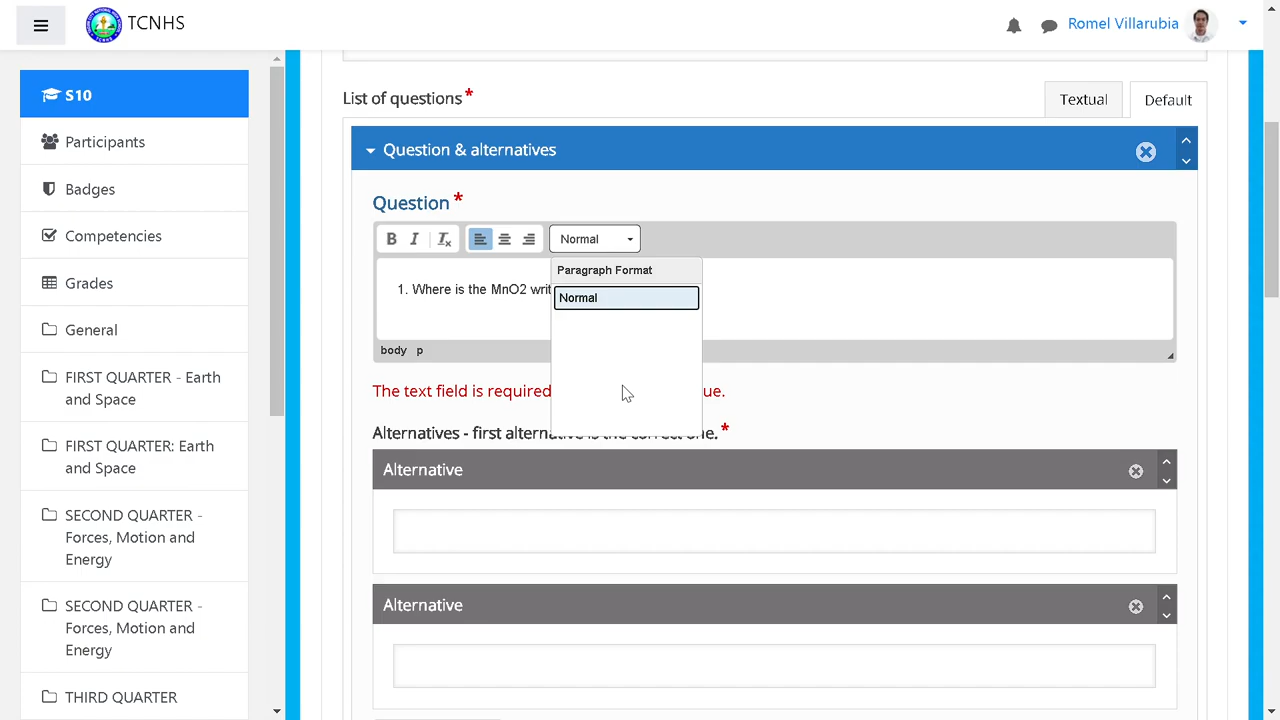 TCNHS
Romel Villarubia
S10
Participants
Badges
Competencies
Grades
General
FIRST QUARTER - Earth
and Space
FIRST QUARTER: Earth
and Space
SECOND QUARTER -
Forces, Motion and
Energy
SECOND QUARTER -
Forces, Motion and
Energy
THIRD QUARTER
List of questions*
Textual
Default
Question & alternatives
Question *
B I Tx
Normal
Paragraph Format
Normal
1. Where is the MnO2 writ
body p
The text field is required
Alternatives - first alternative is the correct one. *
Alternative
Alternative